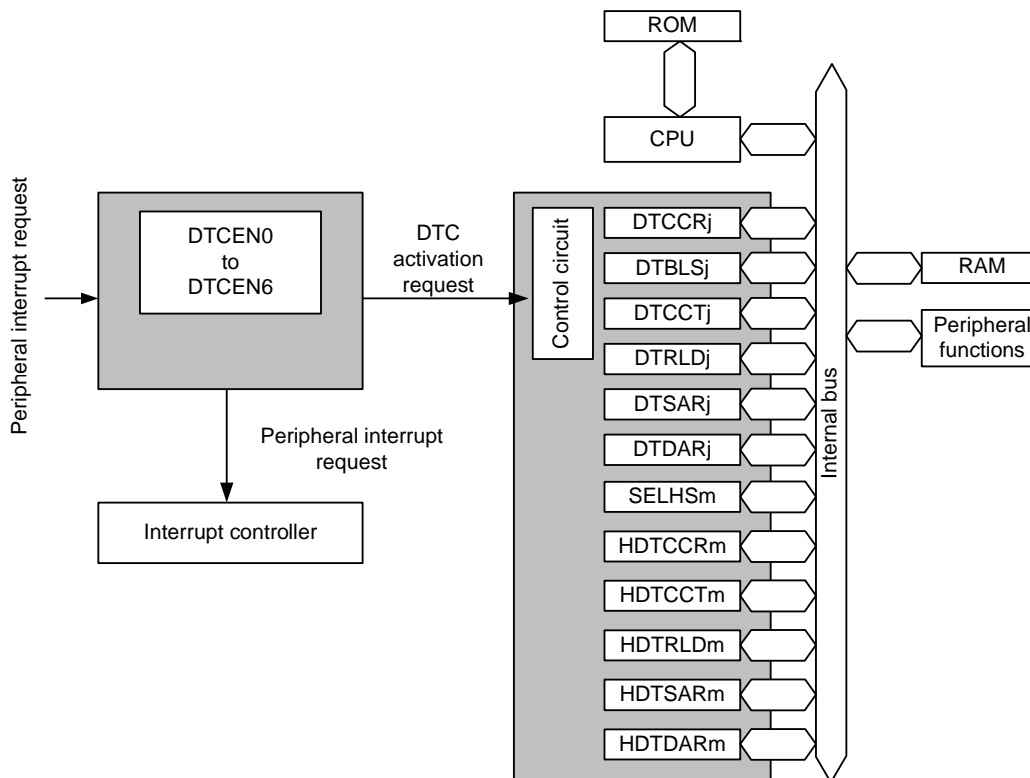 ROM
CPU
Peripheral interrupt request
DTCEN0
to
DTCEN6
DTC
activation
request
Control circuit
DTCCRj
DTBLSj
DTCCTj
DTRLDj
DTSARj
DTDARj
SELHSm
HDTCCRm
HDTCCTm
HDTRLDm
HDTSARm
HDTDARm
Internal bus
RAM
Peripheral
functions
Peripheral interrupt
request
Interrupt controller